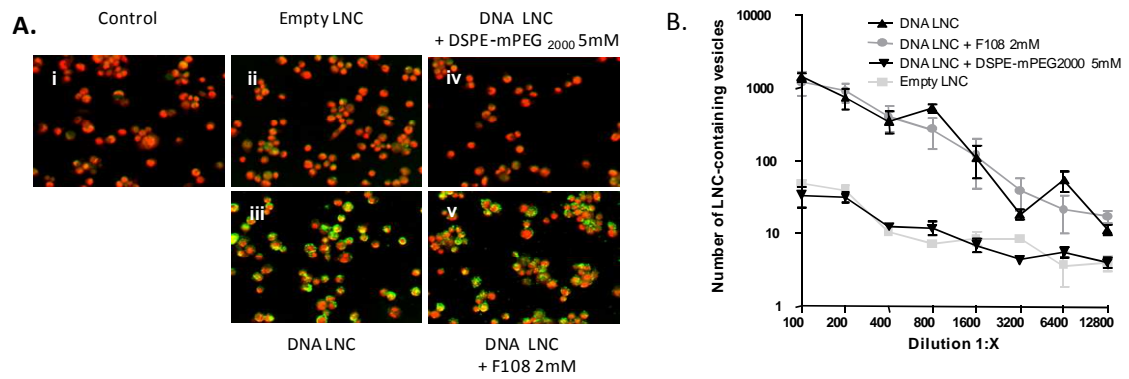 A.
Control
Empty LNC
DNA LNC
+ DSPE-mPEG 2000 5mM
i
ii
iv
iii
v
DNA LNC
DNA LNC
+ F108 2mM
B.
DNA LNC
DNA LNC + F108 2mM
DNA LNC + DSPE-mPEG2000 5mM
Empty LNC
Number of LNC-containing vesicles
10000
1000
100
10
1
100 200 400 800 1600 3200 6400 12800
Dilution 1:X